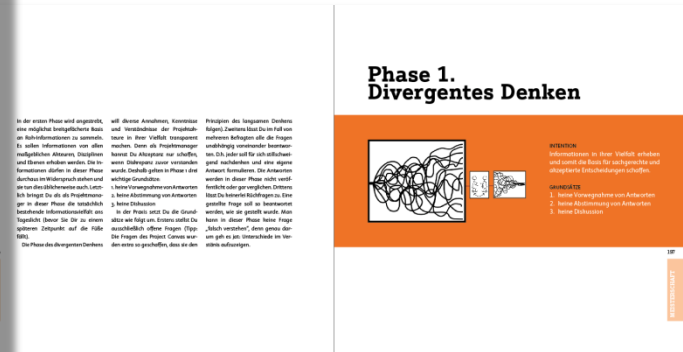 In der ersten Phase wird angestrebt,
eine möglichst breitgefächerte Basis
an Roh-Informationen zu sammeln.
Es sollen Informationen von allen
maßgeblichen Akteuren, Disziplinen
und Ebenen erhoben werden. Die In-
formationen dürfen in dieser Phase
durchaus im Widerspruch stehen und
sie tun dies üblicherweise auch. Letzt-
lich bringst Du als als Projektmana-
ger in dieser Phase die tatsächlich
bestehende Informationsvielfalt ans
Tageslicht (bevor Sie Dir zu einem
späteren Zeitpunkt auf die Füße
fällt).
Die Phase des divergenten Denkens
will diverse Annahmen, Kenntnisse
und Verständnisse der Projektak-
teure in ihrer Vielfalt transparent
machen. Denn als Projektmanager
kannst Du Akzeptanz nur schaffen,
wenn Diskrepanz zuvor verstanden
wurde. Deshalb gelten in Phase 1 drei
wichtige Grundsätze.
1. keine Vorwegnahme von Antworten
2. keine Abstimmung von Antworten
3. keine Diskussion
In der Praxis setzt Du die Grund-
sätze wie folgt um. Erstens stellst Du
ausschließlich offene Fragen (Tipp:
Die Fragen des Project Canvas wur-
den extra so geschaffen, dass sie den
Prinzipien des langsamen Denkens
folgen). Zweitens lässt Du im Fall von
mehreren Befragten alle die Fragen
unabhängig voneinander beantwor-
ten. D.h. jeder soll für sich stillschwei-
gend nachdenken und eine eigene
Antwort formulieren. Die Antworten
werden in dieser Phase nicht veröf-
fentlicht oder gar verglichen. Drittens
lässt Du keinerlei Rückfragen zu. Eine
gestellte Frage soll so beantwortet
werden, wie sie gestellt wurde. Man
kann in dieser Phase keine Frage
„falsch verstehen“, denn genau dar-
um geh es ja: Unterschiede im Ver-
stänis aufzuzeigen.
Phase 1.
Divergentes Denken
INTENTION
Informationen in ihrer Vielfalt erheben
und somit die Basis für sachgerechte und
akzeptierte Entscheidungen schaffen.
GRUNDSÄTZE
1. keine Vorwegnahme von Antworten
2. keine Abstimmung von Antworten
3. keine Diskussion
MEISTERSCHAFT